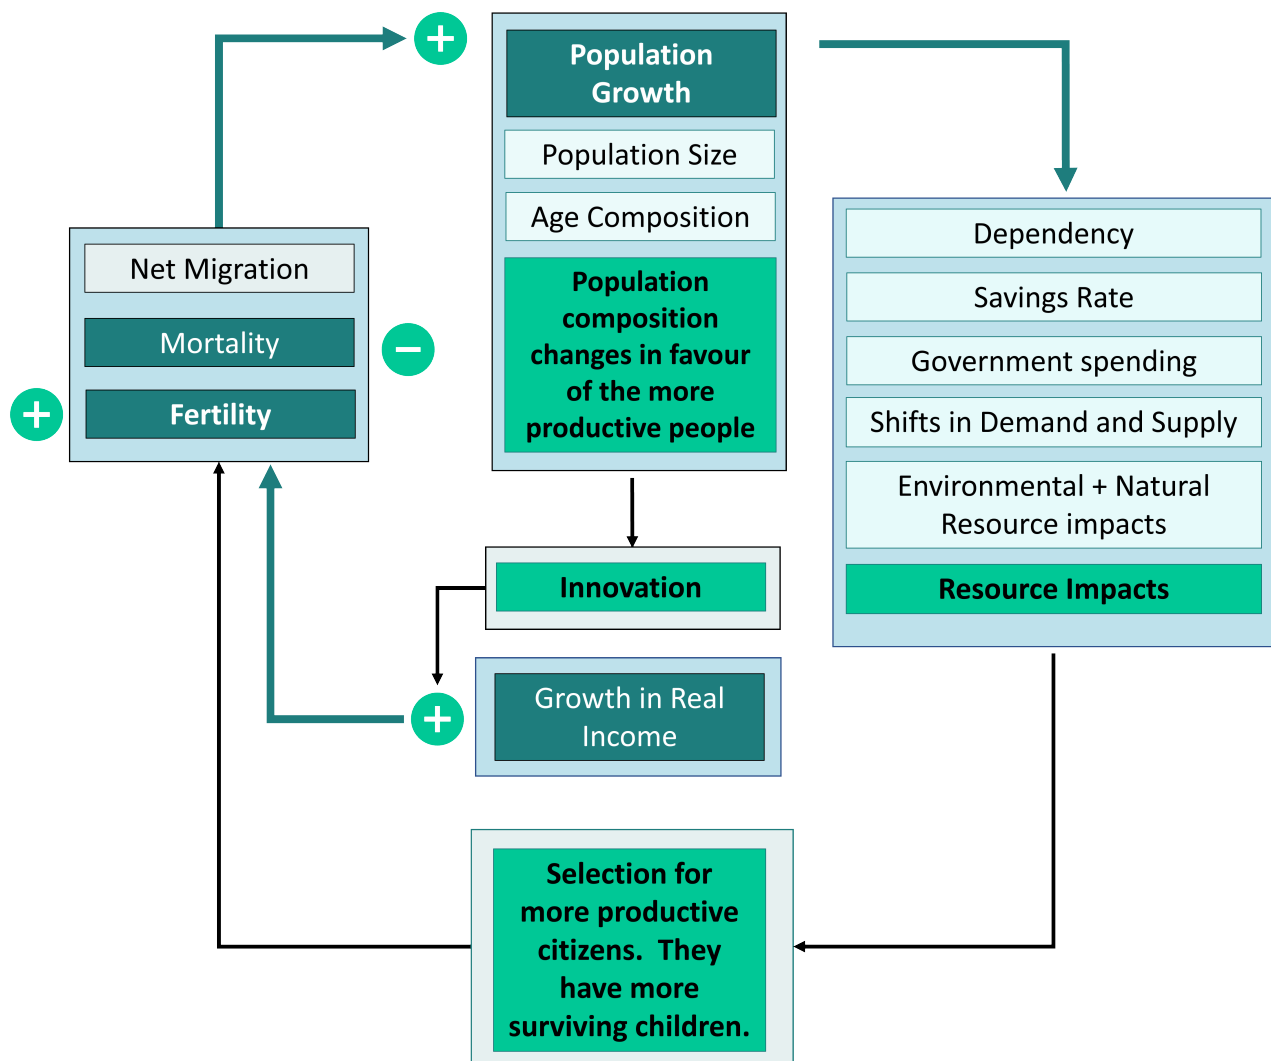 +
Population
Growth
Population Size
Age Composition
Population
composition
changes in favour
of the more
productive people
Net Migration
Mortality
−
+
Fertility
Dependency
Savings Rate
Government spending
Shifts in Demand and Supply
Environmental + Natural
Resource impacts
Resource Impacts
Innovation
+
Growth in Real
Income
Selection for
more productive
citizens.  They
have more
surviving children.